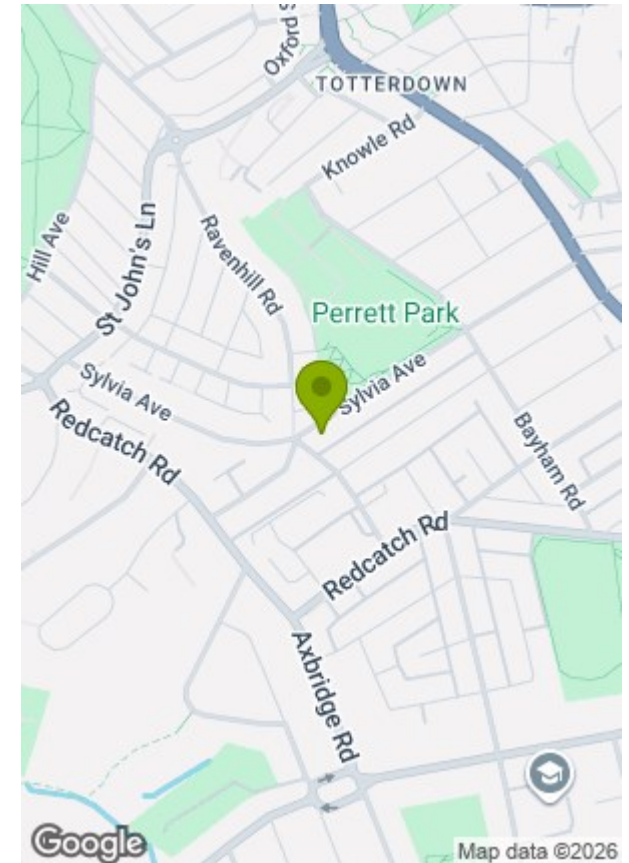 Oxford S
TOTTERDOWN
Knowle Rd
Hill Ave
St John's Ln
Ravenhill Rd
Perrett Park
Sylvia Ave
Sylvia Ave
Redcatch Rd
Bayham Rd
Redcatch Rd
Axbridge Rd
Google
Map data ©2026